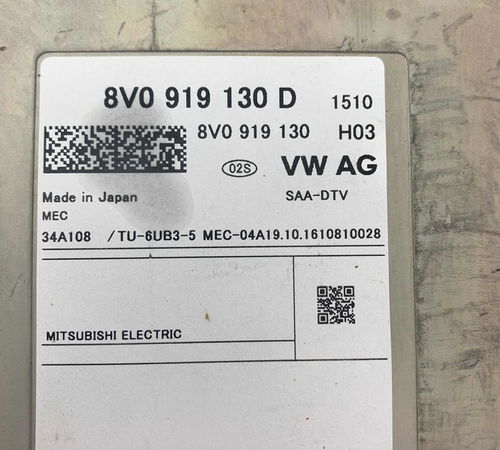 8V0 919 130 D 1510
8V0 919 130 H03
02S VW AG
Made in Japan SAA-DTV
MEC
34A108 /TU-6UB3-5 MEC-04A19.10.1610810028
MITSUBISHI ELECTRIC